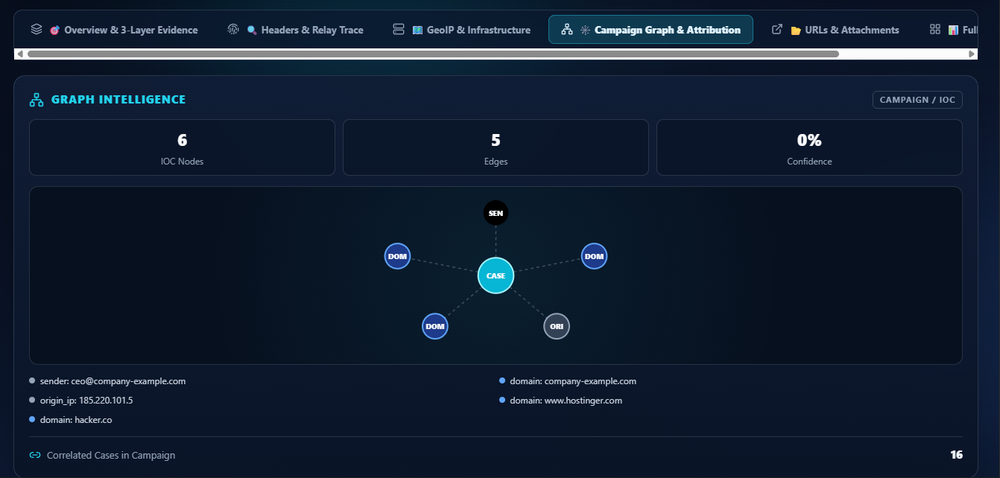 Overview & 3-Layer Evidence
Headers & Relay Trace
GeoIP & Infrastructure
Campaign Graph & Attribution
URLs & Attachments
Full
GRAPH INTELLIGENCE
CAMPAIGN / IOC
6
IOC Nodes
5
Edges
0%
Confidence
SEN
DOM
DOM
CASE
DOM
ORI
sender: ceo@company-example.com
domain: company-example.com
origin_ip: 185.220.101.5
domain: www.hostinger.com
domain: hacker.co
Correlated Cases in Campaign
16